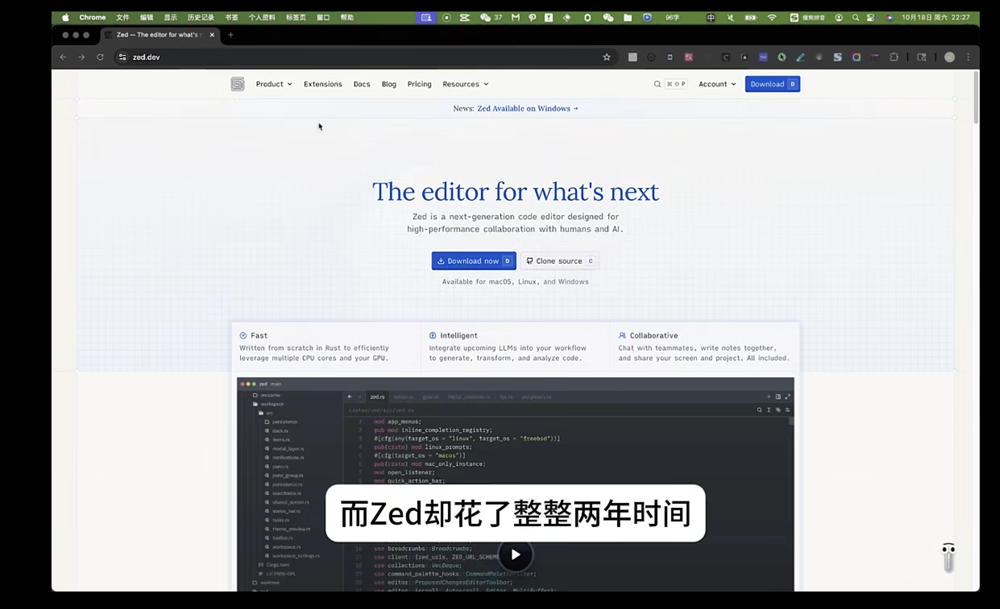 Chrome 文件 编辑 显示 历史记录 书签 个人资料 标签页 窗口 帮助 37 96字 中 搜狗拼音 10月18日 周六 22:27
Zed — The editor for what's
zed.dev
Product Extensions Docs Blog Pricing Resources ⌘ ⇧ P Account Download D
News: Zed Available on Windows →
The editor for what's next
Zed is a next-generation code editor designed for
high-performance collaboration with humans and AI.
Download now D Clone source C
Available for macOS, Linux, and Windows
Fast
Written from scratch in Rust to efficiently
leverage multiple CPU cores and your GPU.
Intelligent
Integrate upcoming LLMs into your workflow
to generate, transform, and analyze code.
Collaborative
Chat with teammates, write notes together,
and share your screen and project. All included.
zed main
welcome
workspace
src
persistence
dock.rs
items.rs
modal_layer.rs
notifications.rs
pane.rs
pane_group.rs
persistence.rs
searchable.rs
shared_screen.rs
status_bar.rs
tasks.rs
theme_preview.rs
toolbar.rs
workspace.rs
workspace_settings.rs
Cargo.toml
LICENSE-GPL
worktree
zed.rs editor.rs gpui.rs metal_renderer.rs fps.rs perplexity.rs
crates/zed/src/zed.rs
1 mod app_menus;
2 pub mod inline_completion_registry;
3 #[cfg(any(target_os = "linux", target_os = "freebsd"))]
4 pub(crate) mod linux_prompts;
5 #[cfg(target_os = "macos")]
6 pub(crate) mod mac_only_instance;
7 mod open_listener;
8 mod quick_action_bar;
而Zed却花了整整两年时间
16 use breadcrumbs::Breadcrumbs;
17 use client::{zed_urls, ZED_URL_SCHEME
18 use collections::VecDeque;
19 use command_palette_hooks::CommandPaletteFilter;
20 use editor::ProposedChangesEditorToolbar;
21 use editor::{scroll::Autoscroll, Editor, MultiBuffer};